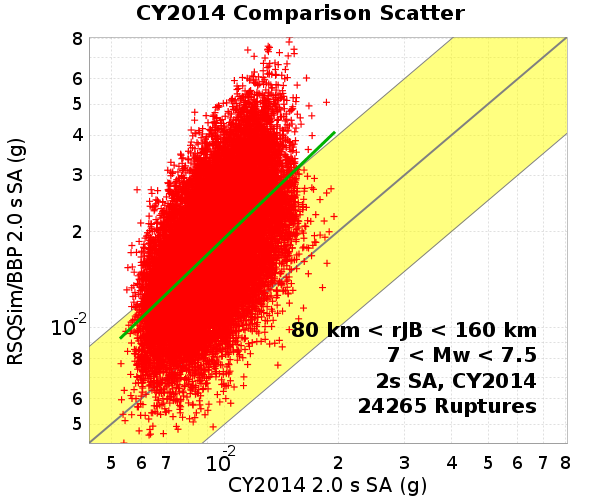 CY2014 Comparison Scatter
RSQSim/BBP 2.0 s SA (g)
8
6
5
4
3
2
10-2
8
6
5
80 km < rJB < 160 km
7 < Mw < 7.5
2s SA, CY2014
24265 Ruptures
5 6 7 10-2 2 3 4 5 6 7 8
CY2014 2.0 s SA (g)